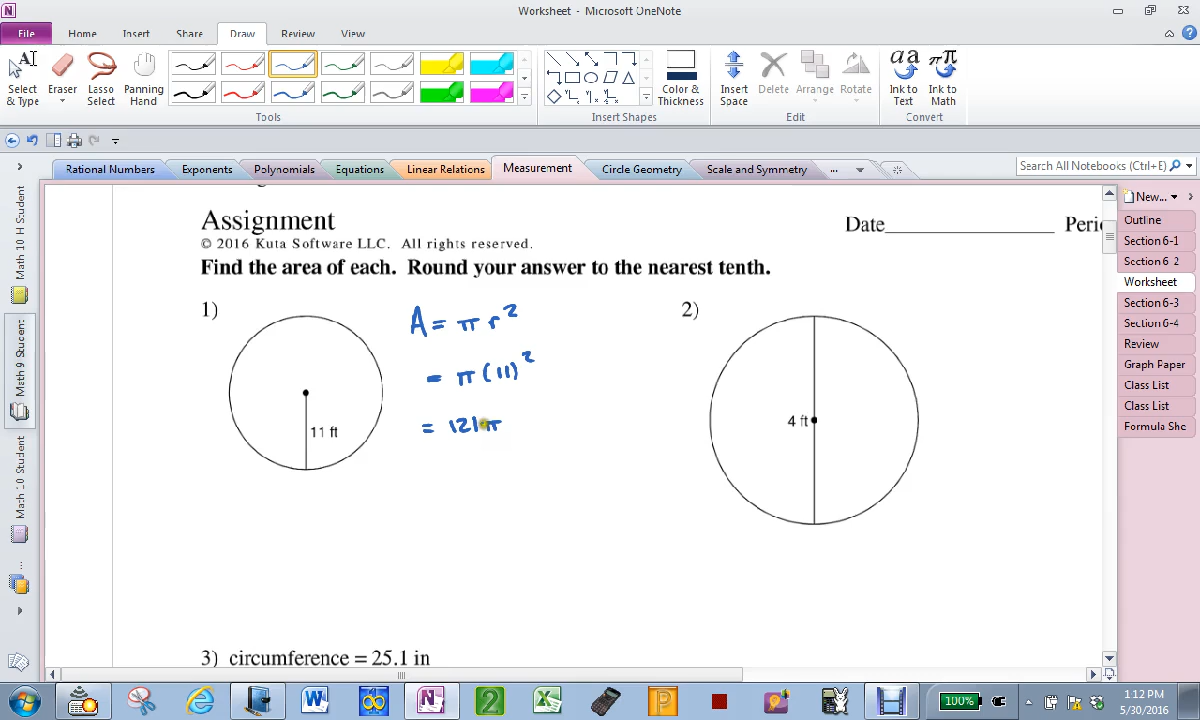 Worksheet - Microsoft OneNote
File Home Insert Share Draw Review View
Select & Type
Eraser
Lasso Select
Panning Hand
Color & Thickness
Insert Space
Delete
Arrange
Rotate
Ink to Text
Ink to Math
Tools
Insert Shapes
Edit
Convert
Rational Numbers Exponents Polynomials Equations Linear Relations Measurement Circle Geometry Scale and Symmetry ...
Search All Notebooks (Ctrl+E)
Math 10 H Student
Math 9 Student
Math 10 Student
New...
Outline
Section 6-1
Section 6-2
Worksheet
Section 6-3
Section 6-4
Review
Graph Paper
Class List
Class List
Formula She
Assignment
Date___________________ Perio
© 2016 Kuta Software LLC. All rights reserved.
Find the area of each. Round your answer to the nearest tenth.
1)
11 ft
A = π r²
= π (11)²
= 121π
2)
4 ft
3) circumference = 25.1 in
100%
1:12 PM
5/30/2016